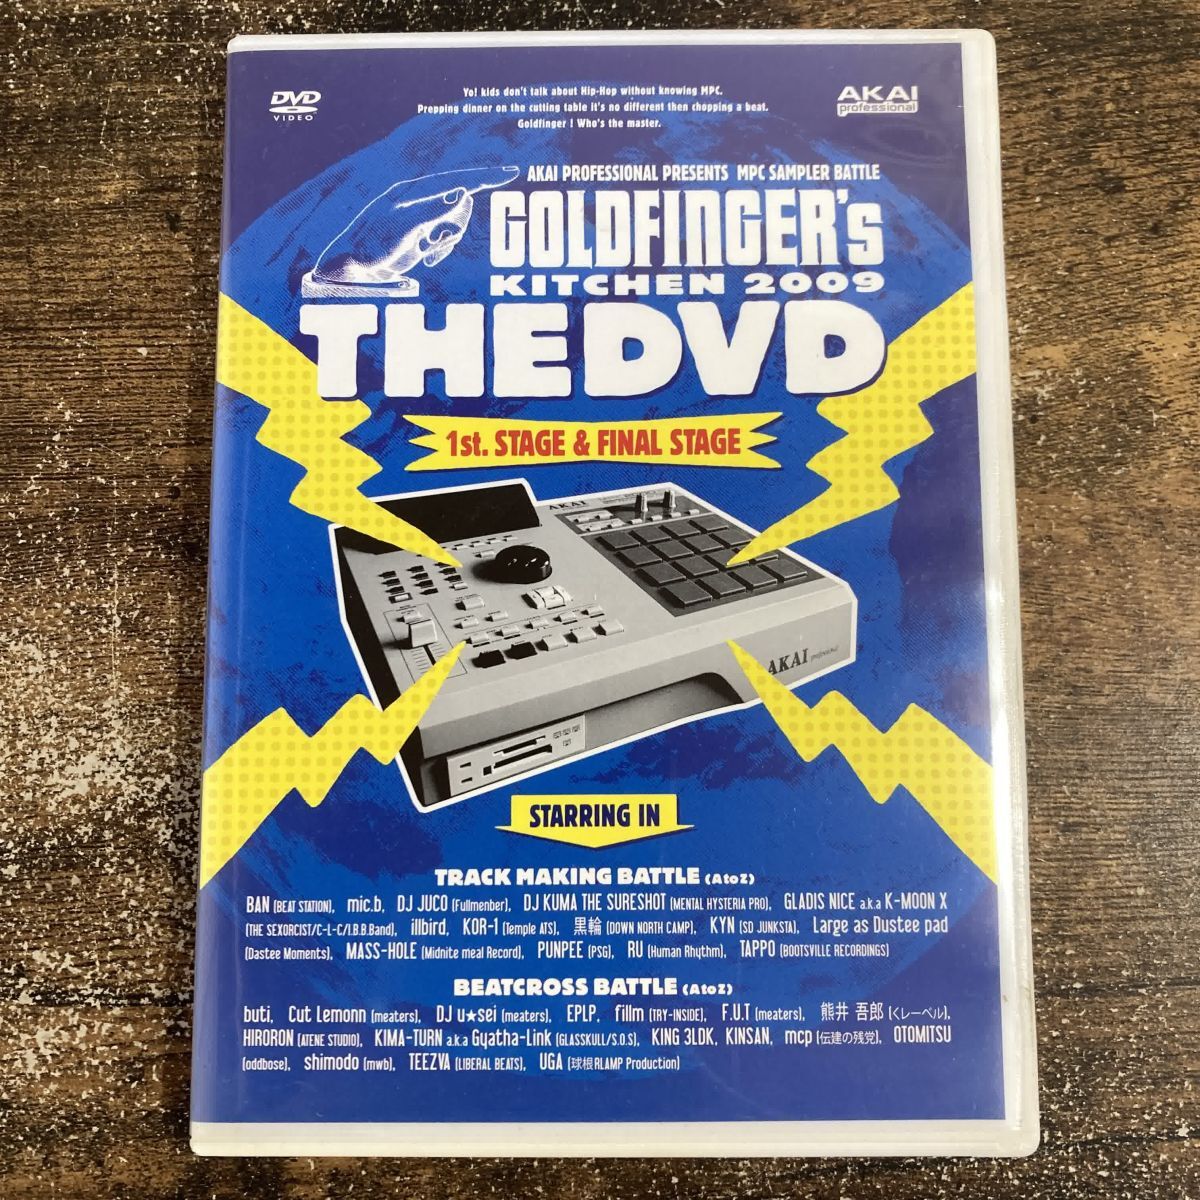 DVD
VIDEO
Yo! kids don't talk about Hip-Hop without knowing MPC.
Prepping dinner on the cutting table it's no different then chopping a beat.
Goldfinger ! Who's the master.
AKAI
professional
AKAI PROFESSIONAL PRESENTS MPC SAMPLER BATTLE
GOLDFINGER's
KITCHEN 2009
THE DVD
1st. STAGE & FINAL STAGE
AKAI
AKAI professional
STARRING IN
TRACK MAKING BATTLE (A to Z)
BAN (BEAT STATION), mic.b, DJ JUCO (Fullmenber), DJ KUMA THE SURESHOT (MENTAL HYSTERIA PRO), GLADIS NICE a.k.a K-MOON X
(THE SEXORCIST/C-L-C/I.B.B.Band), illbird, KOR-1 (Temple ATS), 黒輪 (DOWN NORTH CAMP), KYN (SD JUNKSTA), Large as Dustee pad
(Dastee Moments), MASS-HOLE (Midnite meal Record), PUNPEE (PSG), RU (Human Rhythm), TAPPO (BOOTSVILLE RECORDINGS)
BEATCROSS BATTLE (A to Z)
buti, Cut Lemonn (meaters), DJ u★sei (meaters), EPLP, fillm (TRY-INSIDE), F.U.T (meaters), 熊井 吾郎 (くレーベル),
HIRORON (ATENE STUDIO), KIMA-TURN a.k.a Gyatha-Link (GLASSKULL/S.O.S), KING 3LDK, KINSAN, mcp (伝建の残党), OTOMITSU
(oddbose), shimodo (mwb), TEEZVA (LIBERAL BEATS), UGA (球根RLAMP Production)